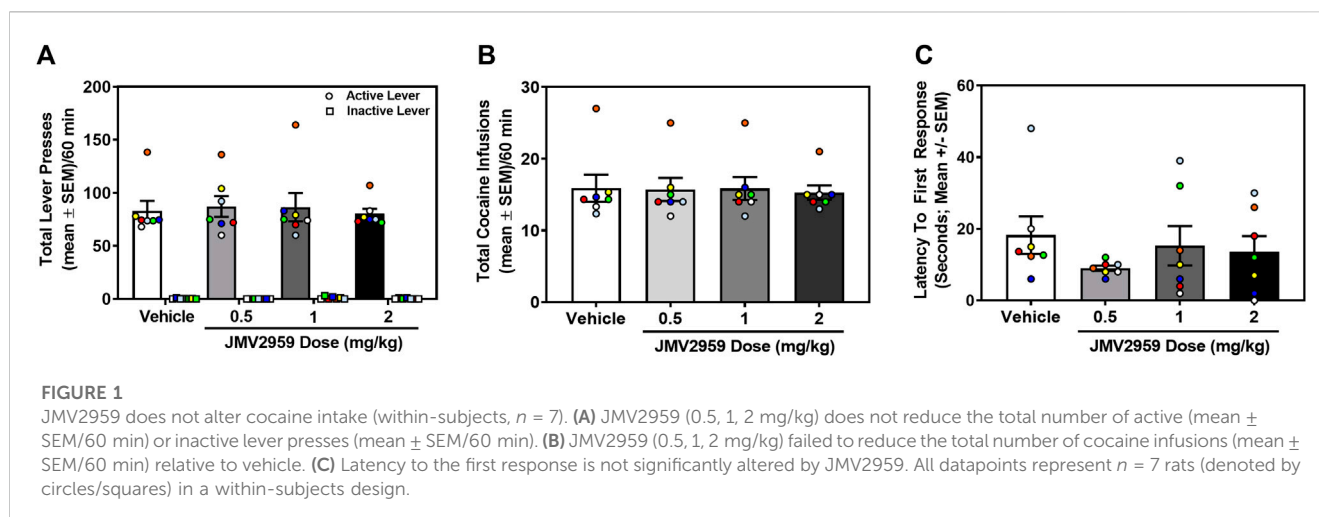 A
Total Lever Presses
(mean ± SEM)/60 min)
200
150
100
50
0
Active Lever
Inactive Lever
Vehicle
0.5
1
2
JMV2959 Dose (mg/kg)
B
Total Cocaine Infusions
(mean ± SEM)/60 min
30
20
10
0
Vehicle
0.5
1
2
JMV2959 Dose (mg/kg)
C
Latency To First Response
(Seconds; Mean +/- SEM)
60
40
20
0
Vehicle
0.5
1
2
JMV2959 Dose (mg/kg)
FIGURE 1
JMV2959 does not alter cocaine intake (within-subjects, n = 7). (A) JMV2959 (0.5, 1, 2 mg/kg) does not reduce the total number of active (mean ±
SEM/60 min) or inactive lever presses (mean ± SEM/60 min). (B) JMV2959 (0.5, 1, 2 mg/kg) failed to reduce the total number of cocaine infusions (mean ±
SEM/60 min) relative to vehicle. (C) Latency to the first response is not significantly altered by JMV2959. All datapoints represent n = 7 rats (denoted by
circles/squares) in a within-subjects design.